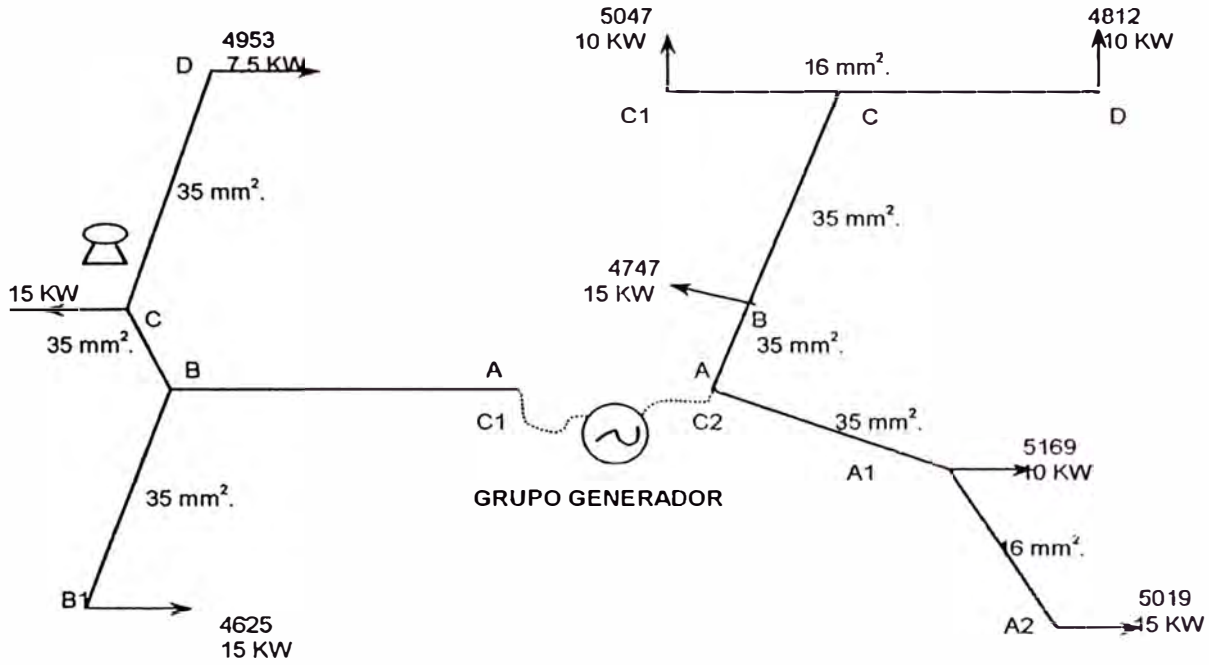 4953
D 7.5 KW
35 mm².
15 KW
C
35 mm².
B
A
C1
35 mm².
B1
4625
15 KW
GRUPO GENERADOR
5047
10 KW
4812
10 KW
16 mm².
C1
C
D
35 mm².
4747
15 KW
B
35 mm².
A
C2
35 mm².
A1
5169
10 KW
16 mm².
A2
5019
15 KW